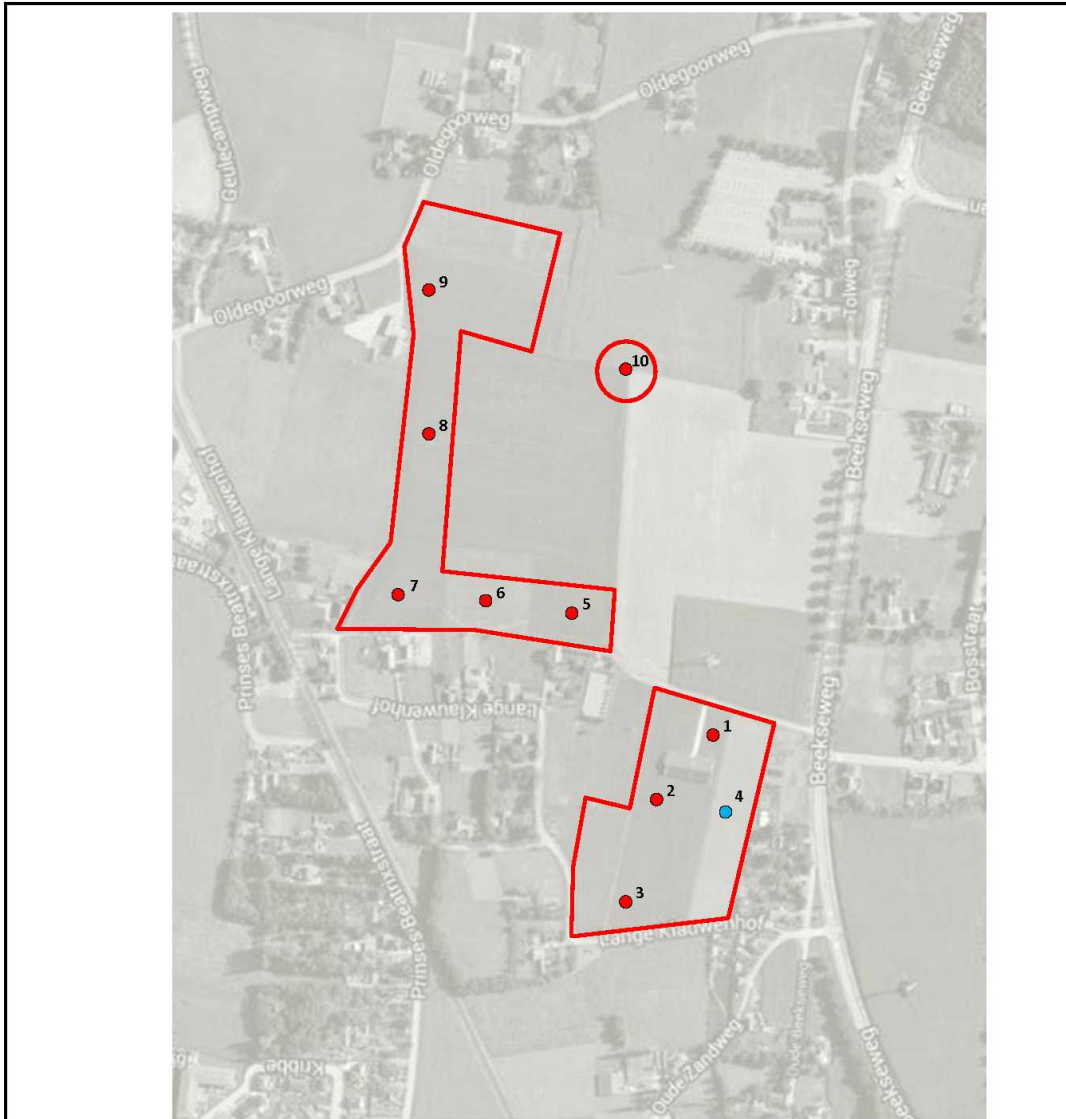 Beekseweg
Oldegoorweg
Geulecampweg
Oldegoorweg
Oldegoorweg
Tolweg
9
10
Beekseweg
8
Lange Klauwenhof
Prinses Beatrixstraat
7
6
5
Lange Klauwenhof
Bosstraat
1
2
4
Beekseweg
3
Lange Klauwenhof
Prinses Beatrixstraat
Oude Beekseweg
Oude Zandweg
Kribbe